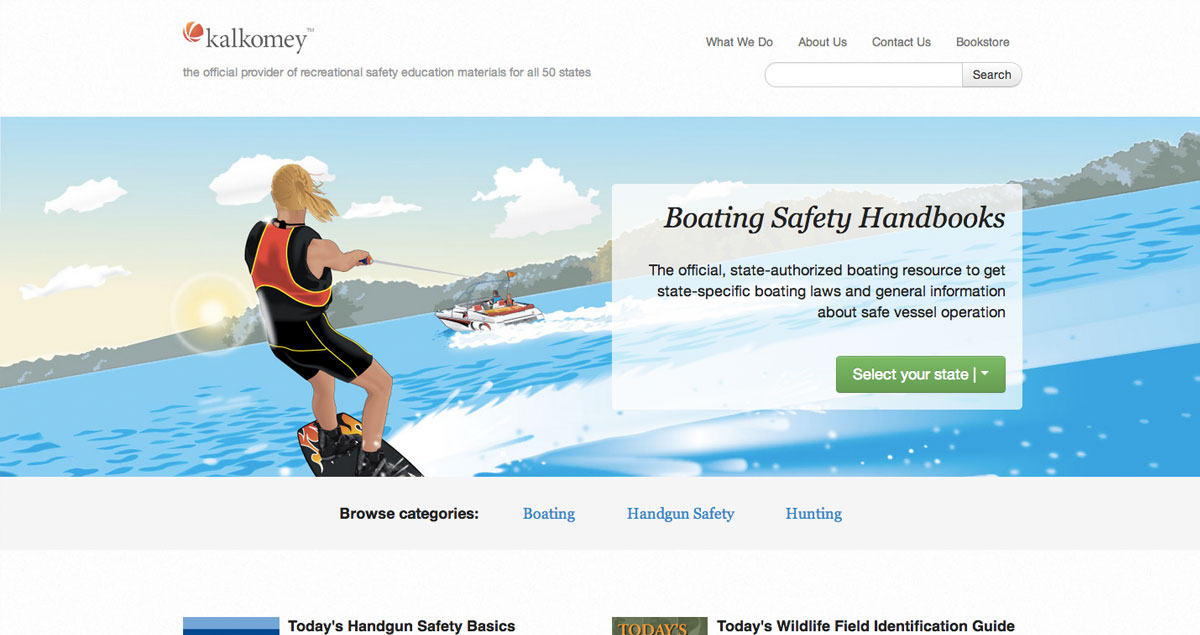 kalkomey™
the official provider of recreational safety education materials for all 50 states
What We Do About Us Contact Us Bookstore
Search
Boating Safety Handbooks
The official, state-authorized boating resource to get
state-specific boating laws and general information
about safe vessel operation
Select your state |
Browse categories: Boating Handgun Safety Hunting
Today's Handgun Safety Basics
TODAY'S
Today's Wildlife Field Identification Guide